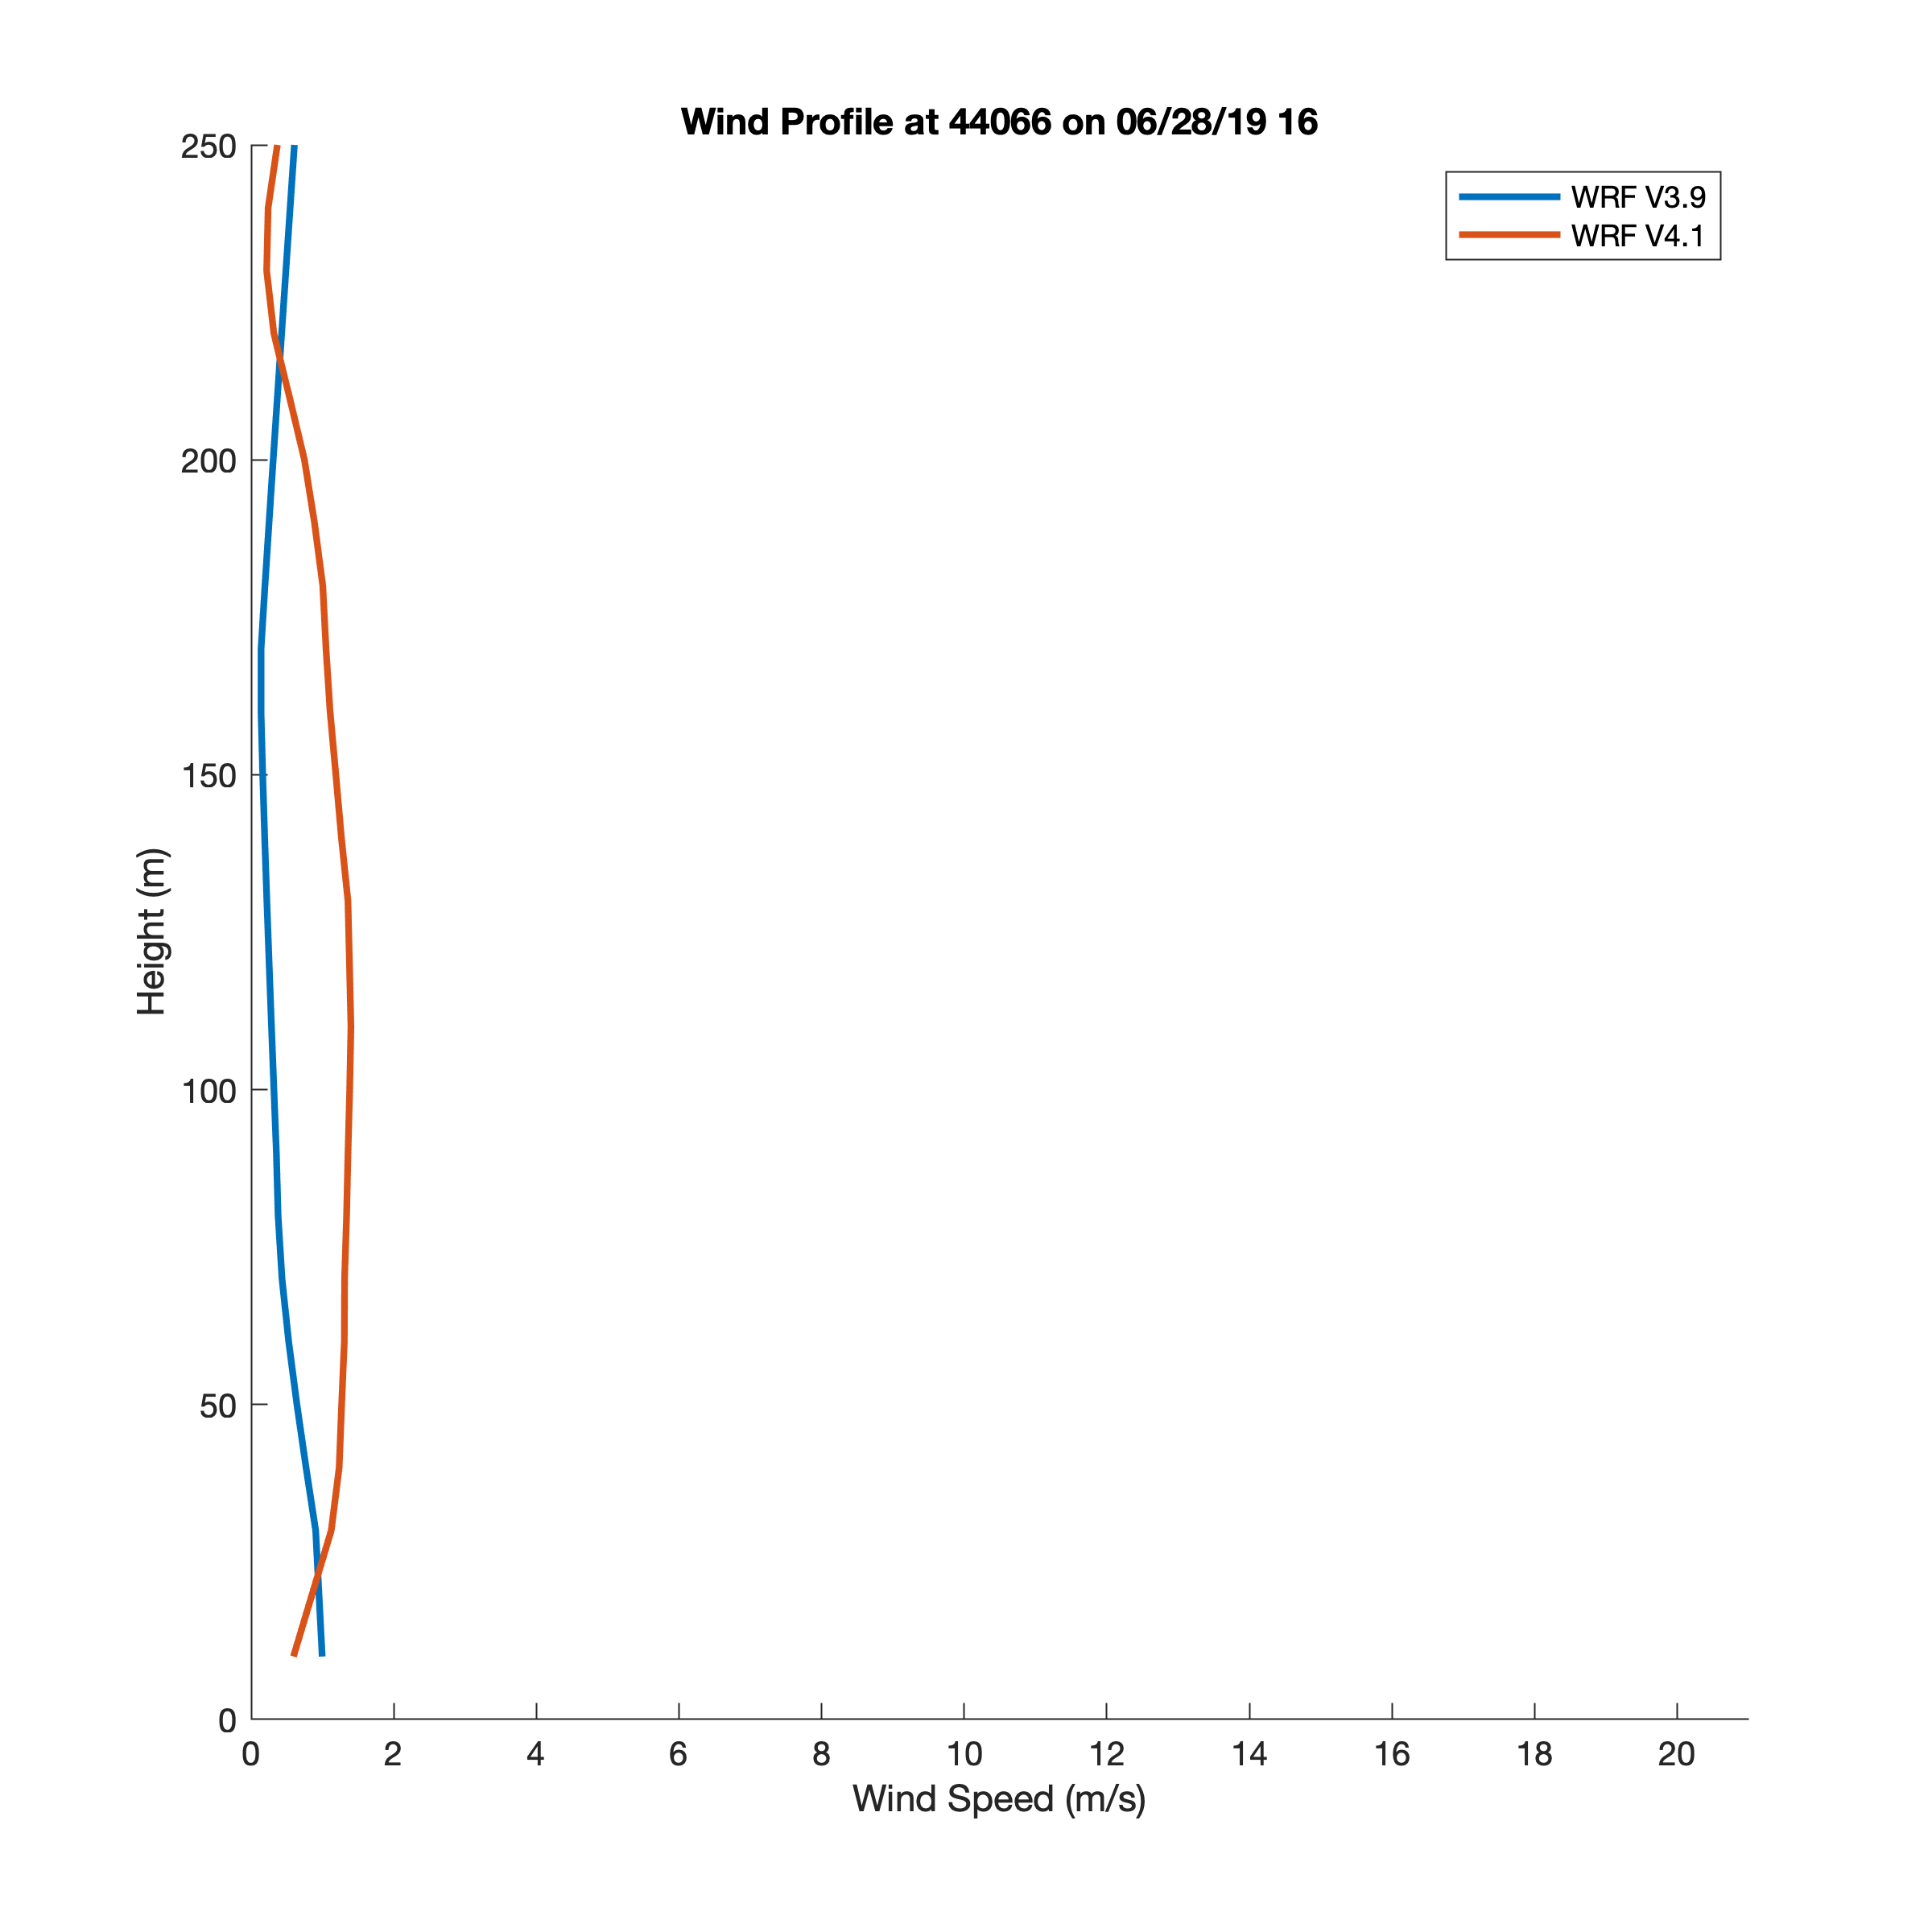 Wind Profile at 44066 on 06/28/19 16
WRF V3.9
WRF V4.1
250
200
150
100
50
0
Height (m)
0 2 4 6 8 10 12 14 16 18 20
Wind Speed (m/s)